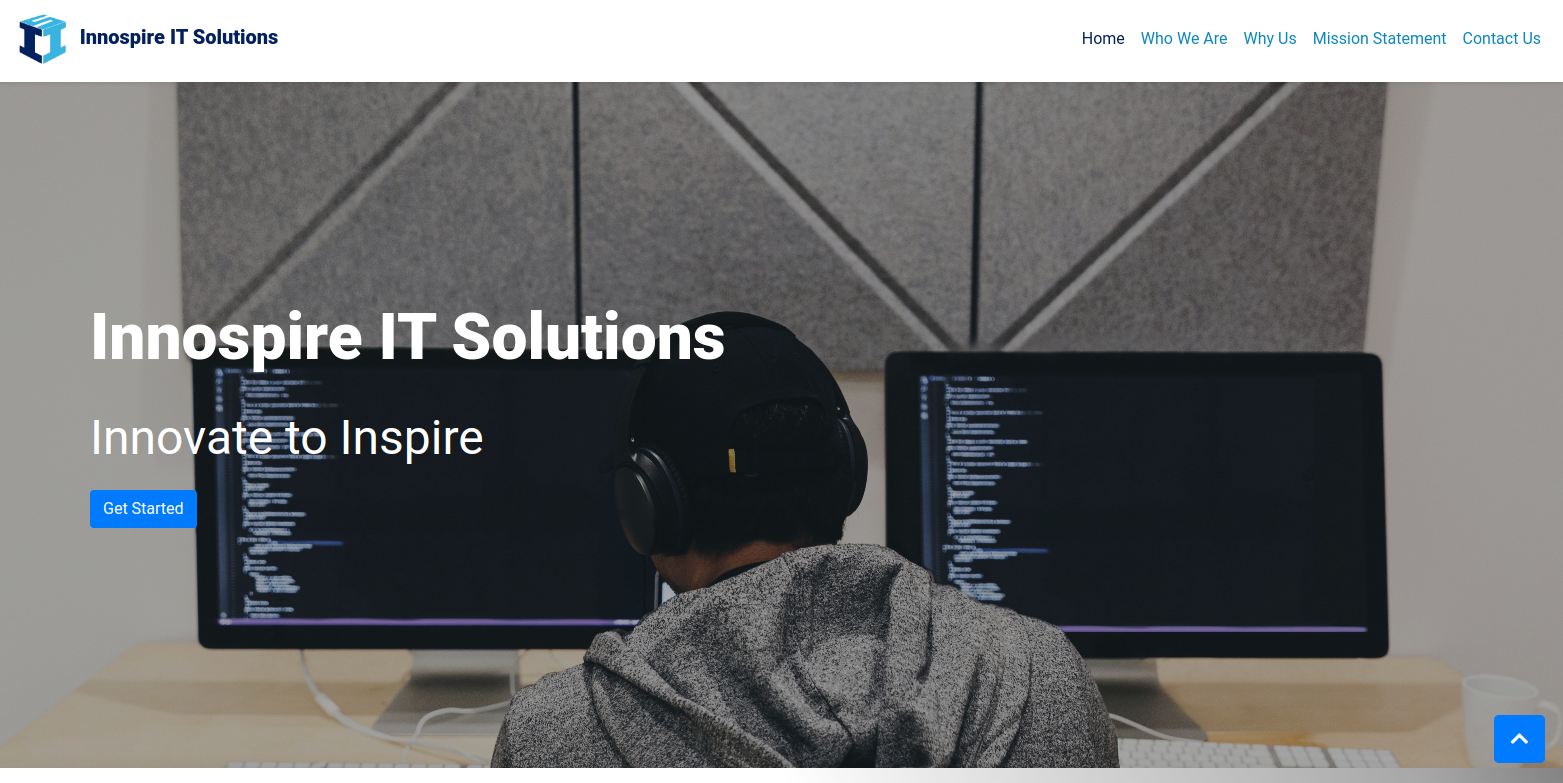 Innospire IT Solutions
Home
Who We Are
Why Us
Mission Statement
Contact Us
Innospire IT Solutions
Innovate to Inspire
Get Started